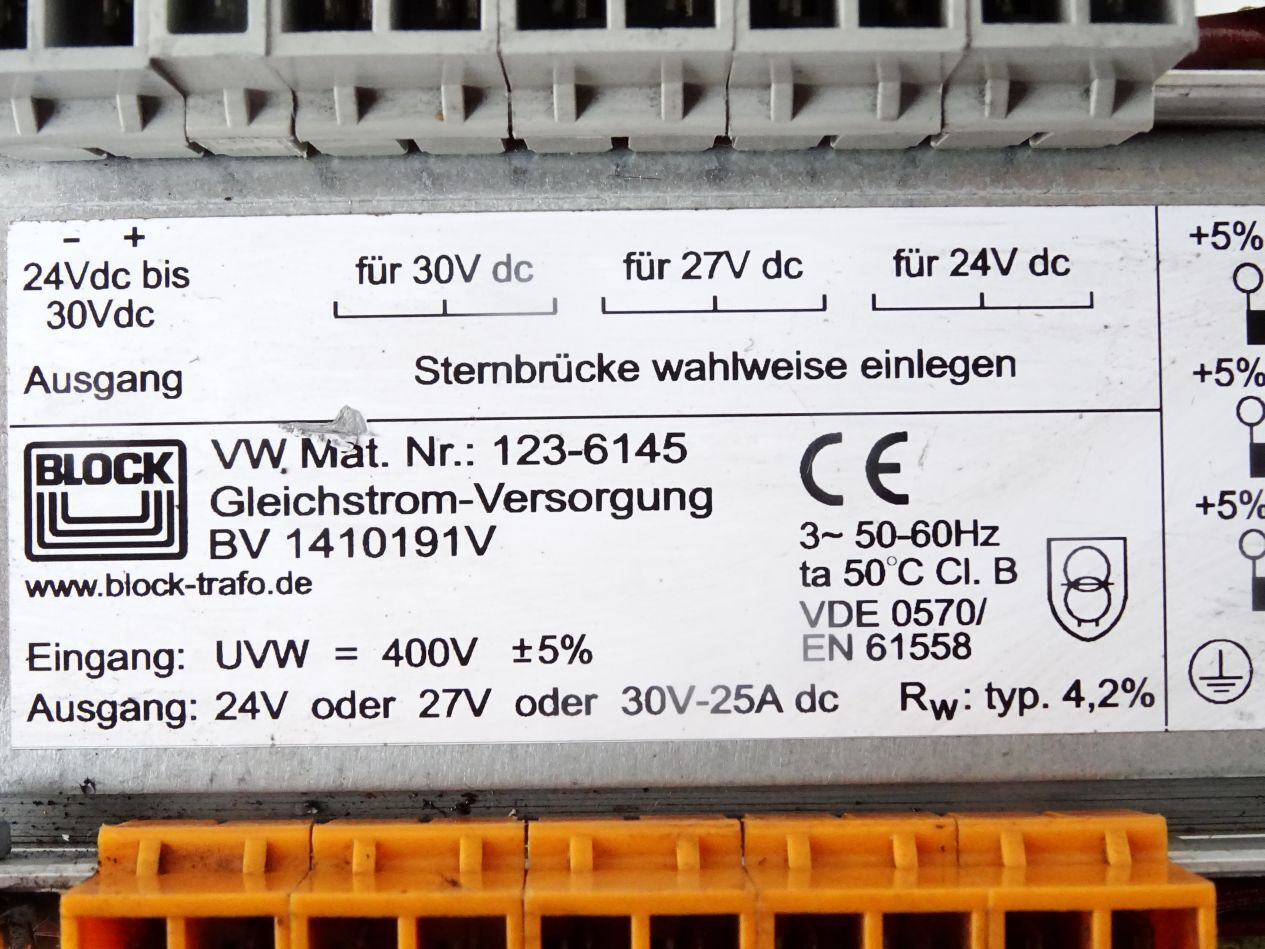 - +
24Vdc bis
30Vdc
für 30V dc
für 27V dc
für 24V dc
Ausgang
Sternbrücke wahlweise einlegen
+5%
+5%
+5%
BLOCK
www.block-trafo.de
VW Mat. Nr.: 123-6145
Gleichstrom-Versorgung
BV 1410191V
CE
3~ 50-60Hz
ta 50°C Cl. B
VDE 0570/
EN 61558
Eingang: UVW = 400V ±5%
Ausgang: 24V oder 27V oder 30V-25A dc
Rw: typ. 4,2%